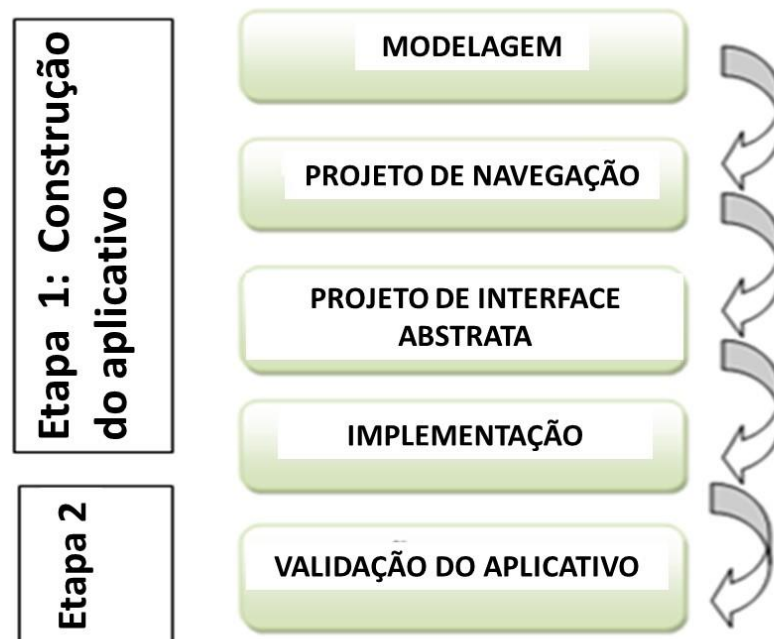 Etapa 1: Construção
do aplicativo
MODELAGEM
PROJETO DE NAVEGAÇÃO
PROJETO DE INTERFACE
ABSTRATA
IMPLEMENTAÇÃO
Etapa 2
VALIDAÇÃO DO APLICATIVO